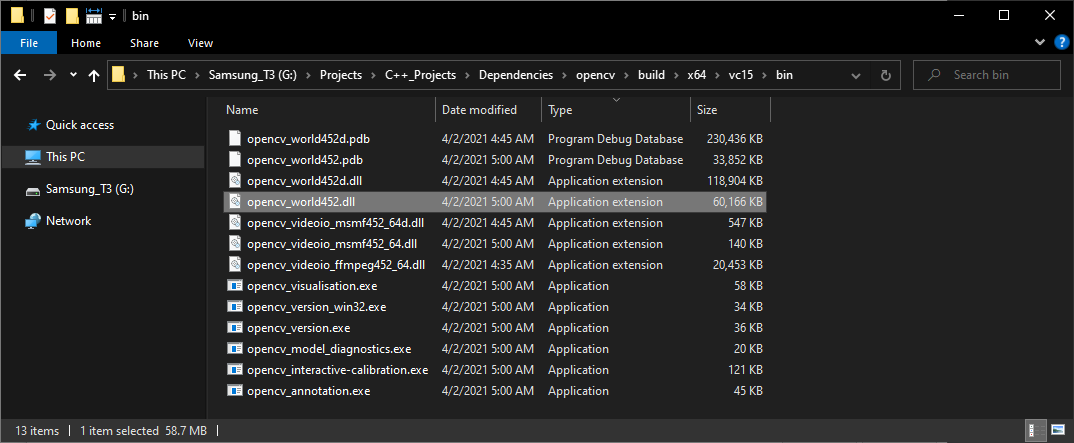 bin
File Home Share View
This PC Samsung_T3 (G:) Projects C++_Projects Dependencies opencv build x64 vc15 bin Search bin
Quick access
This PC
Samsung_T3 (G:)
Network
Name Date modified Type Size
opencv_world452d.pdb 4/2/2021 4:45 AM Program Debug Database 230,436 KB
opencv_world452.pdb 4/2/2021 5:00 AM Program Debug Database 33,852 KB
opencv_world452d.dll 4/2/2021 4:45 AM Application extension 118,904 KB
opencv_world452.dll 4/2/2021 5:00 AM Application extension 60,166 KB
opencv_videoio_msmf452_64d.dll 4/2/2021 4:45 AM Application extension 547 KB
opencv_videoio_msmf452_64.dll 4/2/2021 5:00 AM Application extension 140 KB
opencv_videoio_ffmpeg452_64.dll 4/2/2021 4:35 AM Application extension 20,453 KB
opencv_visualisation.exe 4/2/2021 5:00 AM Application 58 KB
opencv_version_win32.exe 4/2/2021 5:00 AM Application 34 KB
opencv_version.exe 4/2/2021 5:00 AM Application 36 KB
opencv_model_diagnostics.exe 4/2/2021 5:00 AM Application 20 KB
opencv_interactive-calibration.exe 4/2/2021 5:00 AM Application 121 KB
opencv_annotation.exe 4/2/2021 5:00 AM Application 45 KB
13 items 1 item selected 58.7 MB